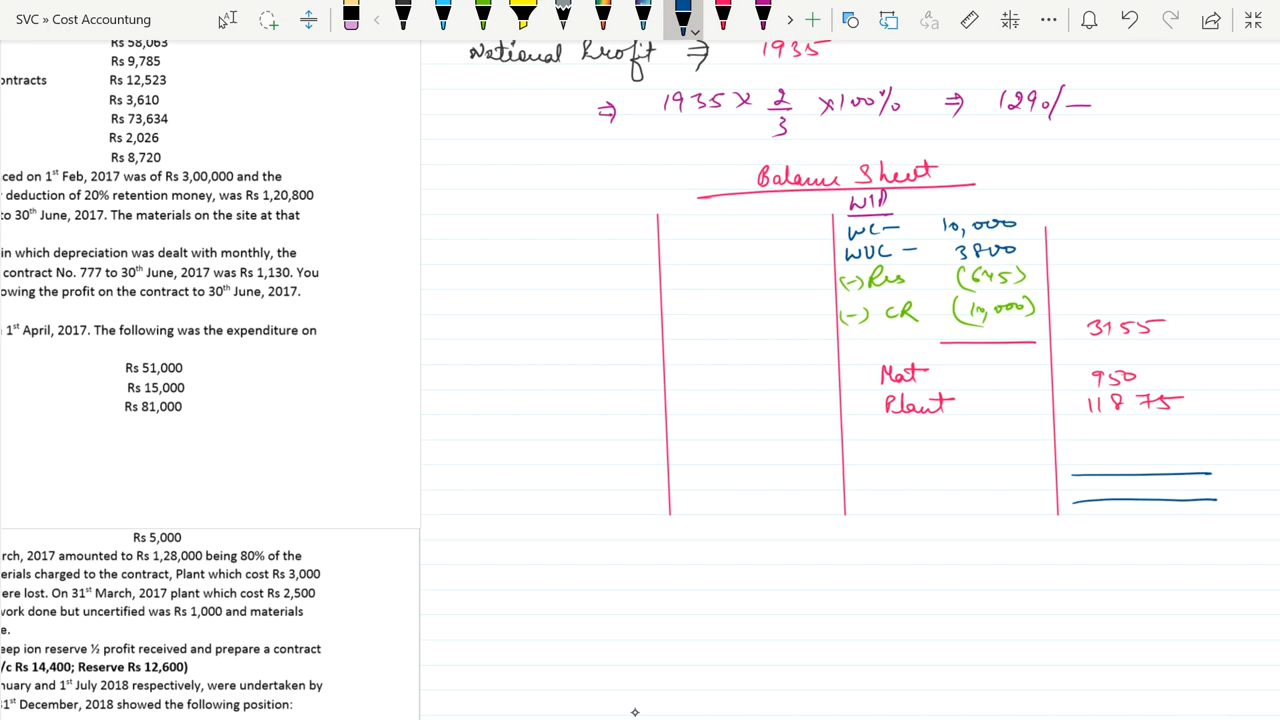 SVC > Cost Accountung
Rs 58,063
Rs 9,785
ontracts Rs 12,523
Rs 3,610
Rs 73,634
Rs 2,026
Rs 8,720
ced on 1st Feb, 2017 was of Rs 3,00,000 and the
deduction of 20% retention money, was Rs 1,20,800
to 30th June, 2017. The materials on the site at that
in which depreciation was dealt with monthly, the
contract No. 777 to 30th June, 2017 was Rs 1,130. You
owing the profit on the contract to 30th June, 2017.
1st April, 2017. The following was the expenditure on
Rs 51,000
Rs 15,000
Rs 81,000
Rs 5,000
rch, 2017 amounted to Rs 1,28,000 being 80% of the
erials charged to the contract, Plant which cost Rs 3,000
ere lost. On 31st March, 2017 plant which cost Rs 2,500
work done but uncertified was Rs 1,000 and materials
e.
eep ion reserve ½ profit received and prepare a contract
/c Rs 14,400; Reserve Rs 12,600)
nuary and 1st July 2018 respectively, were undertaken by
1st December, 2018 showed the following position:
National Profit ⇒ 1935
⇒ 1935 × 2/3 × 100% ⇒ 1290/-
Balance Sheet
WIP
WC - 10,000
WUC - 3800
(-) Res (645)
(-) CR (10,000)
3155
Mat 950
Plant 11875